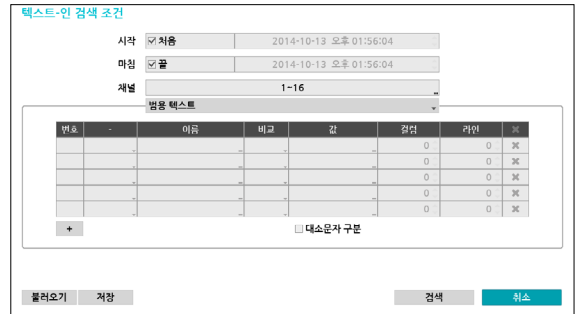 텍스트-인 검색 조건
시작 처음 2014-10-13 오후 01:56:04
마침 끝 2014-10-13 오후 01:56:04
채널 1~16
범용 텍스트
번호 - 이름 비교 값 컬럼 라인 ✖
0 0 ✖
0 0 ✖
0 0 ✖
0 0 ✖
0 0 ✖
+ 대소문자 구분
불러오기 저장 검색 취소